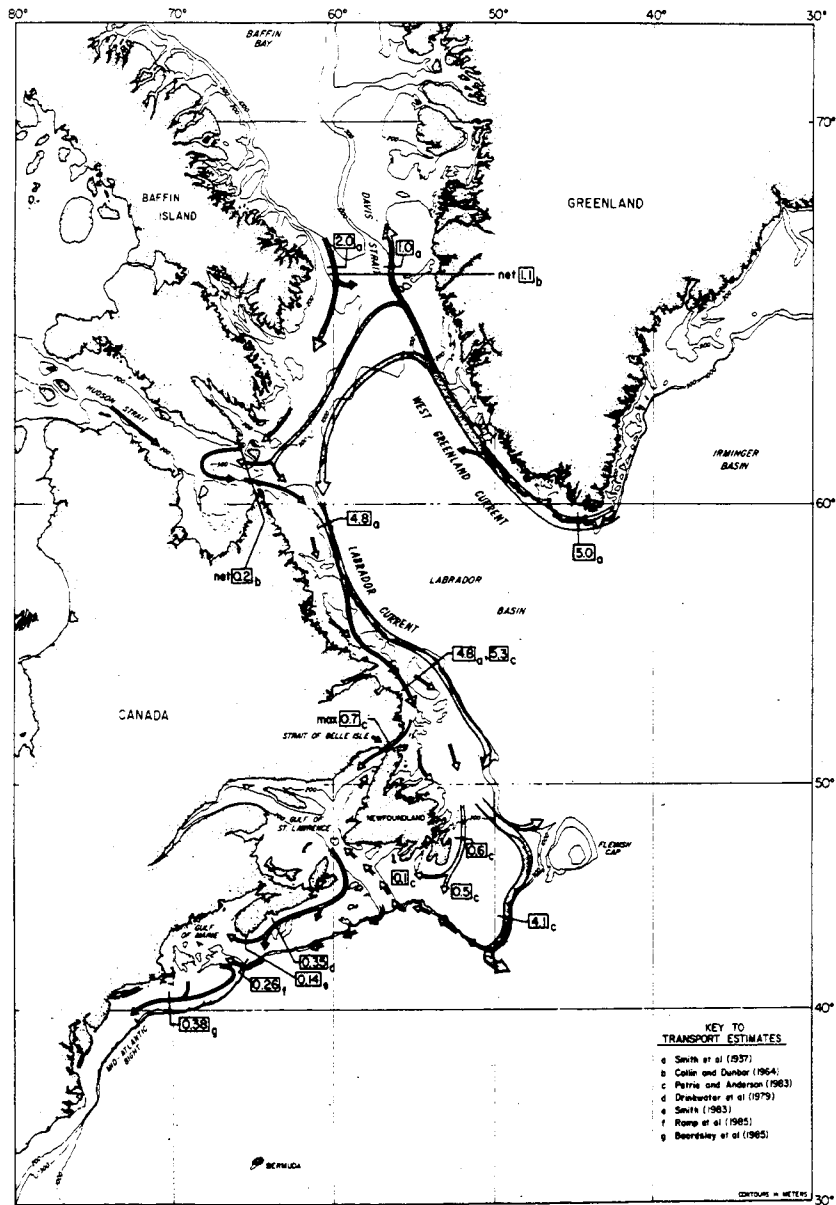 80° 70° 60° 50° 40° 30°
BAFFIN
BAY
70°
BAFFIN
ISLAND
DAVIS
STRAIT
GREENLAND
2.0 a
1.0 a
net 1.1 b
HUDSON STRAIT
WEST GREENLAND CURRENT
IRMINGER
BASIN
60°
4.8 a
5.0 a
net 0.2 b
LABRADOR CURRENT
LABRADOR
BASIN
4.8 a, 5.3 c
CANADA
max 0.7 c
STRAIT OF BELLE ISLE
50°
GULF OF
ST. LAWRENCE
NEWFOUNDLAND
FLEMISH
CAP
0.6 c
0.1 c
0.5 c
4.1 c
GULF
OF MAINE
0.35 d
0.14 e
0.26 f
40°
0.38 g
MID-ATLANTIC
BIGHT
KEY TO
TRANSPORT ESTIMATES
a Smith et al (1937)
b Collin and Dunbar (1964)
c Petrie and Anderson (1983)
d Drinkwater et al (1979)
e Smith (1983)
f Ramp et al (1985)
g Beardsley et al (1985)
BERMUDA
CONTOURS IN METERS
30°
80° 70° 60° 50° 40°